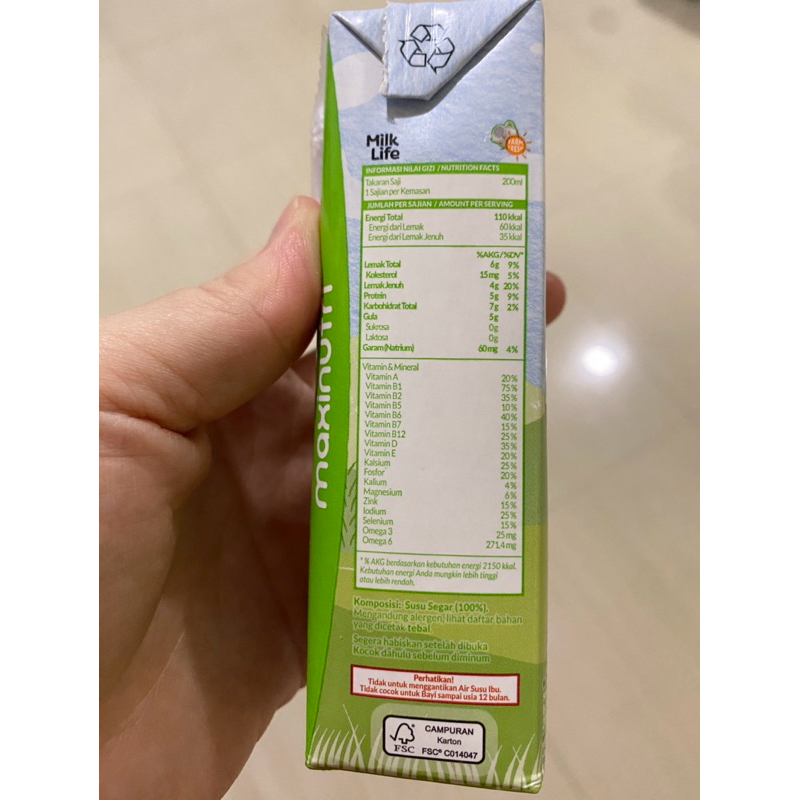 Milk
Life
FARM
FRESH
INFORMASI NILAI GIZI / NUTRITION FACTS
Takaran Saji 200ml
1 Sajian per Kemasan
JUMLAH PER SAJIAN / AMOUNT PER SERVING
Energi Total 110 kkal
Energi dari Lemak 60 kkal
Energi dari Lemak Jenuh 35 kkal
%AKG/%DV*
Lemak Total 6g 9%
Kolesterol 15mg 5%
Lemak Jenuh 4g 20%
Protein 5g 9%
Karbohidrat Total 7g 2%
Gula 5g
Sukrosa 0g
Laktosa 0g
Garam (Natrium) 60mg 4%
Vitamin & Mineral
Vitamin A 20%
Vitamin B1 75%
Vitamin B2 35%
Vitamin B5 10%
Vitamin B6 40%
Vitamin B7 15%
Vitamin B12 25%
Vitamin D 35%
Vitamin E 20%
Kalsium 25%
Fosfor 20%
Kalium 4%
Magnesium 6%
Zink 15%
Iodium 25%
Selenium 15%
Omega 3 25mg
Omega 6 271.4mg
* % AKG berdasarkan kebutuhan energi 2150 kkal.
Kebutuhan energi Anda mungkin lebih tinggi
atau lebih rendah.
Komposisi: Susu Segar (100%).
Mengandung alergen, lihat daftar bahan
yang dicetak tebal.
Segera habiskan setelah dibuka
Kocok dahulu sebelum diminum
Perhatikan!
Tidak untuk menggantikan Air Susu Ibu.
Tidak cocok untuk Bayi sampai usia 12 bulan.
CAMPURAN
Karton
FSC FSC® C014047